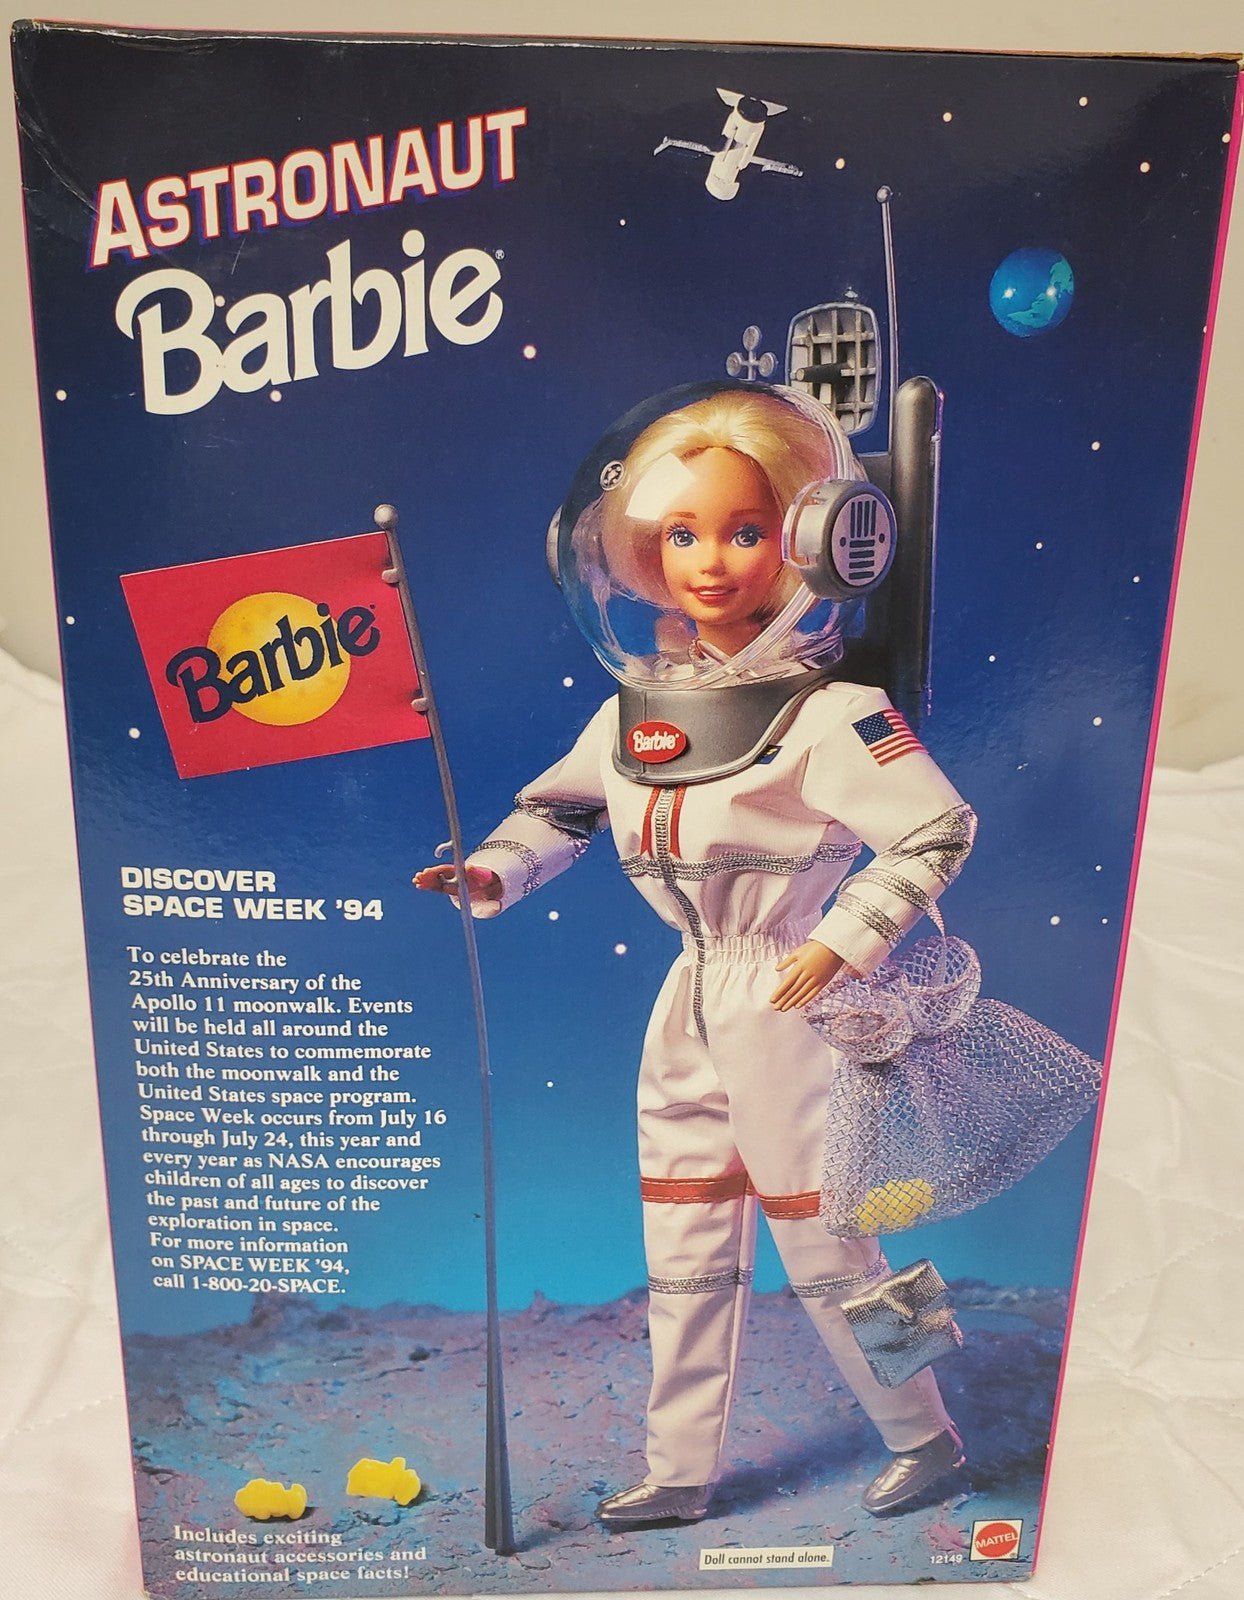 ASTRONAUT
Barbie®
Barbie
Barbie
DISCOVER
SPACE WEEK '94
To celebrate the
25th Anniversary of the
Apollo 11 moonwalk. Events
will be held all around the
United States to commemorate
both the moonwalk and the
United States space program.
Space Week occurs from July 16
through July 24, this year and
every year as NASA encourages
children of all ages to discover
the past and future of the
exploration in space.
For more information
on SPACE WEEK '94,
call 1-800-20-SPACE.
Includes exciting
astronaut accessories and
educational space facts!
Doll cannot stand alone.
12149
MATTEL